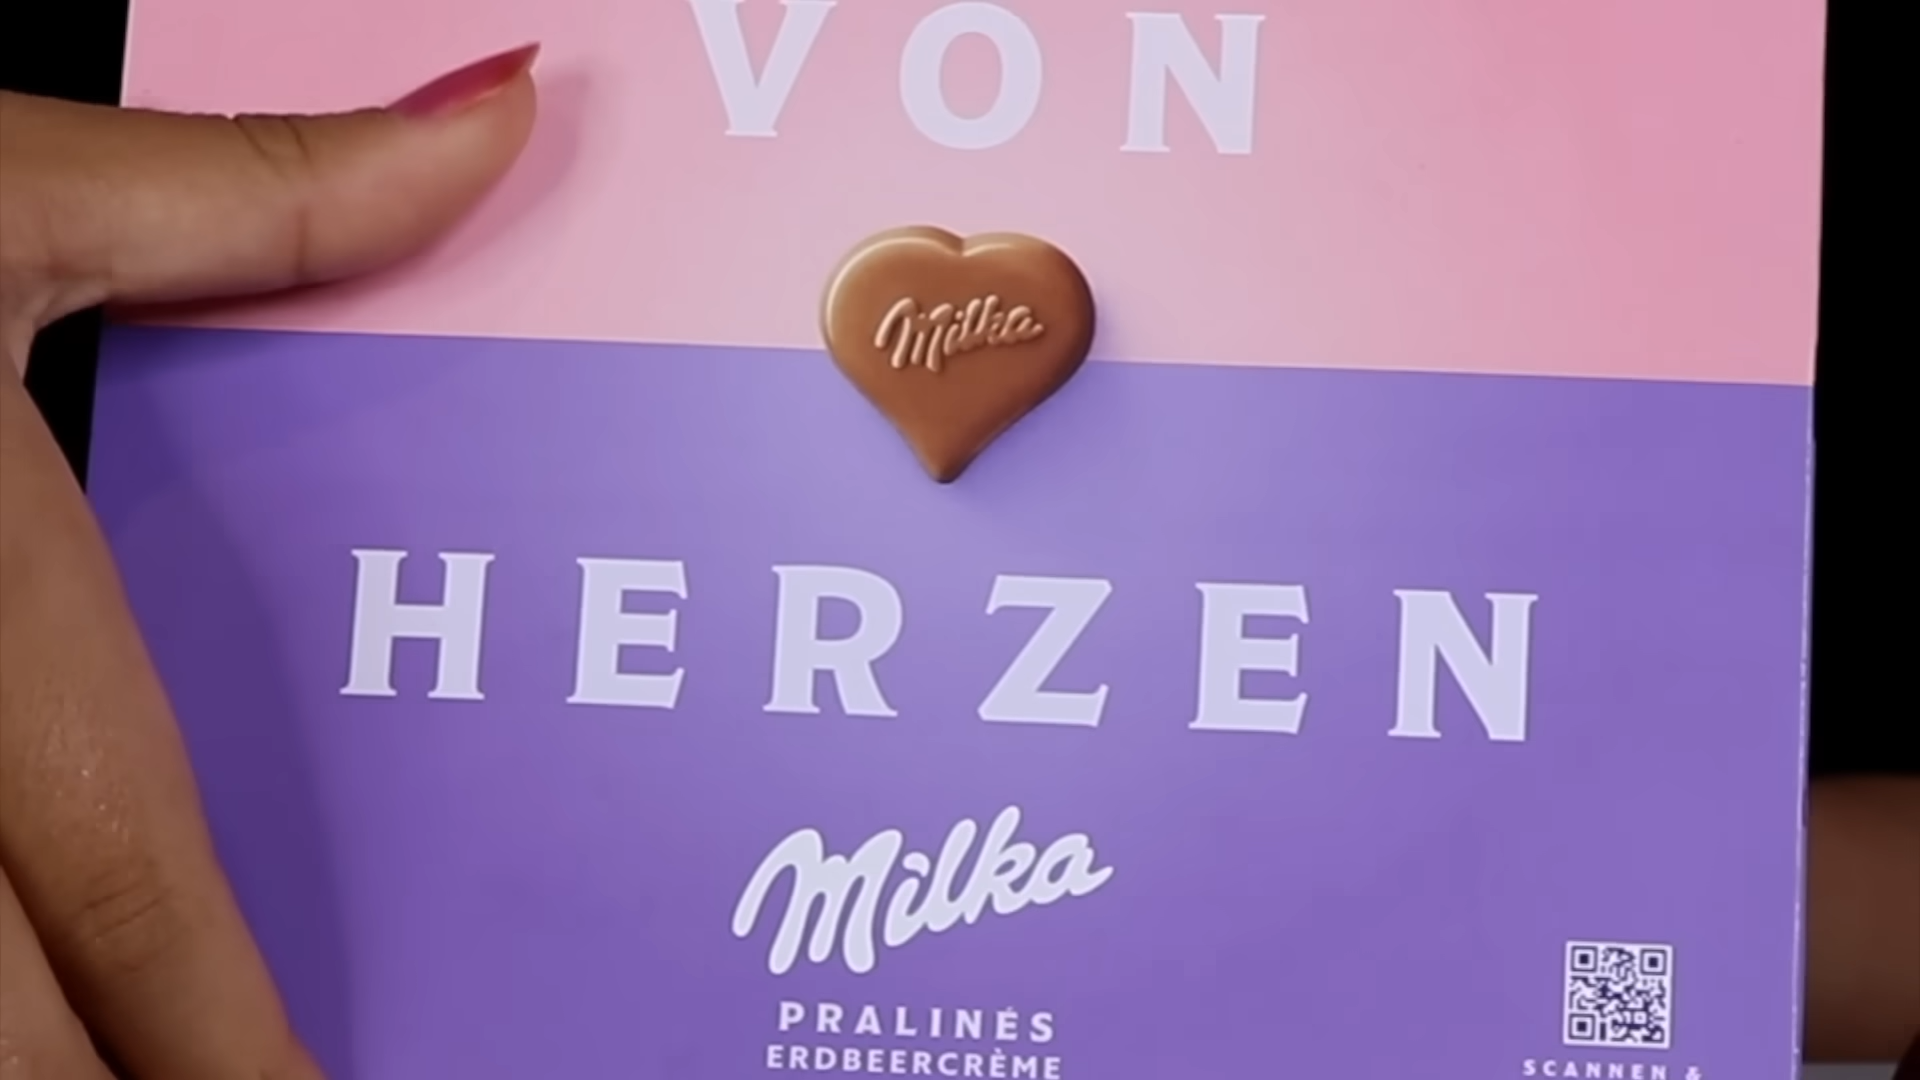 VON
Milka
HERZEN
Milka
PRALINÉS
ERDBEERCRÈME
SCANNEN &